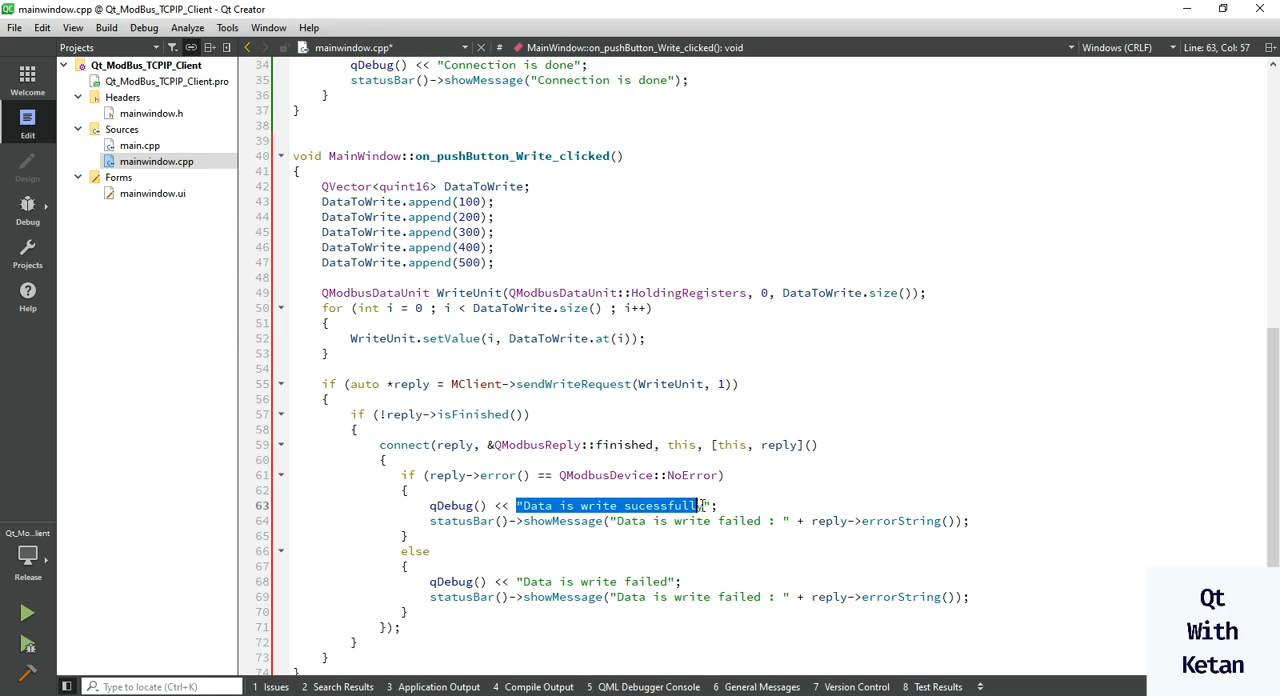 mainwindow.cpp @ Qt_ModBus_TCPIP_Client - Qt Creator
File Edit View Build Debug Analyze Tools Window Help
Projects mainwindow.cpp* # MainWindow::on_pushButton_Write_clicked(): void Windows (CRLF) Line: 63, Col: 57
Welcome
Edit
Design
Debug
Projects
Help
Qt_Mo...lient
Release
Qt_ModBus_TCPIP_Client
Qt_ModBus_TCPIP_Client.pro
Headers
mainwindow.h
Sources
main.cpp
mainwindow.cpp
Forms
mainwindow.ui
34 qDebug() << "Connection is done";
35 statusBar()->showMessage("Connection is done");
36 }
37 }
38
39
40 void MainWindow::on_pushButton_Write_clicked()
41 {
42 QVector<quint16> DataToWrite;
43 DataToWrite.append(100);
44 DataToWrite.append(200);
45 DataToWrite.append(300);
46 DataToWrite.append(400);
47 DataToWrite.append(500);
48
49 QModbusDataUnit WriteUnit(QModbusDataUnit::HoldingRegisters, 0, DataToWrite.size());
50 for (int i = 0 ; i < DataToWrite.size() ; i++)
51 {
52 WriteUnit.setValue(i, DataToWrite.at(i));
53 }
54
55 if (auto *reply = MClient->sendWriteRequest(WriteUnit, 1))
56 {
57 if (!reply->isFinished())
58 {
59 connect(reply, &QModbusReply::finished, this, [this, reply]()
60 {
61 if (reply->error() == QModbusDevice::NoError)
62 {
63 qDebug() << "Data is write sucessfully";
64 statusBar()->showMessage("Data is write failed : " + reply->errorString());
65 }
66 else
67 {
68 qDebug() << "Data is write failed";
69 statusBar()->showMessage("Data is write failed : " + reply->errorString());
70 }
71 });
72 }
73 }
74 }
Type to locate (Ctrl+K) 1 Issues 2 Search Results 3 Application Output 4 Compile Output 5 QML Debugger Console 6 General Messages 7 Version Control 8 Test Results
Qt
With
Ketan